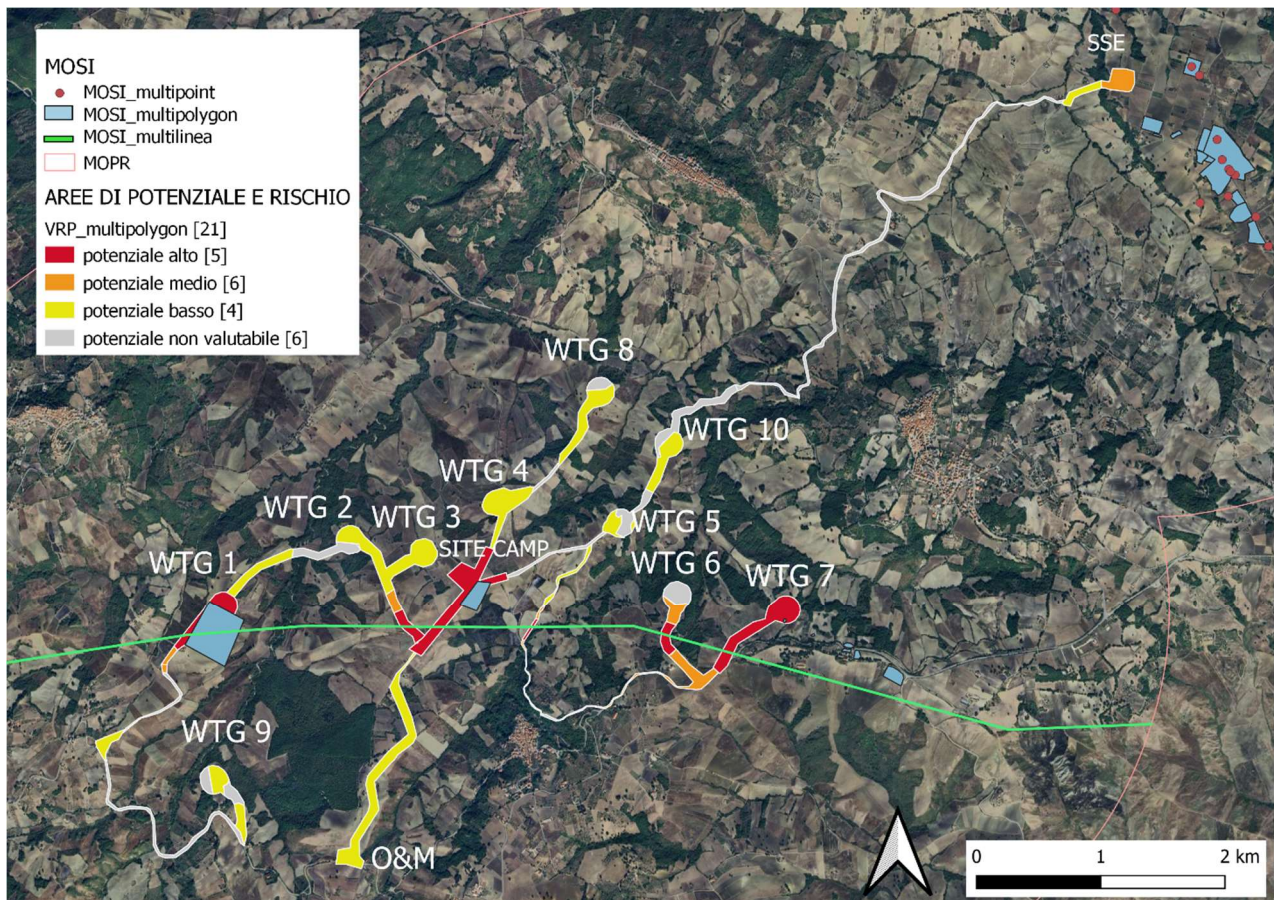 MOSI
MOSI_multipoint
MOSI_multipolygon
MOSI_multilinea
MOPR
AREE DI POTENZIALE E RISCHIO
VRP_multipolygon [21]
potenziale alto [5]
potenziale medio [6]
potenziale basso [4]
potenziale non valutabile [6]
SSE
WTG 8
WTG 10
WTG 4
WTG 2
WTG 3
WTG 5
SITE CAMP
WTG 1
WTG 6
WTG 7
WTG 9
O&M
0 1 2 km